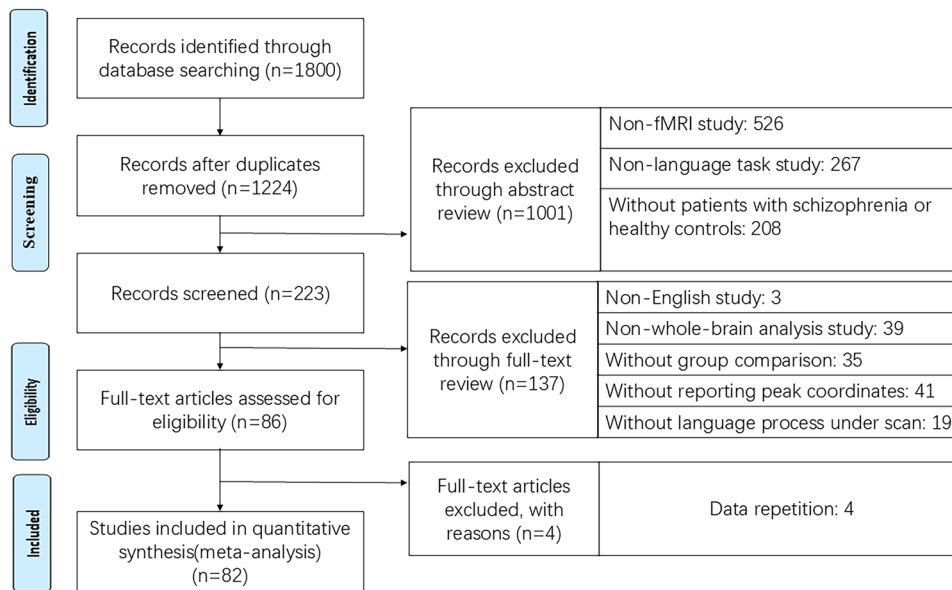 Identification
Records identified through
database searching (n=1800)
Screening
Records after duplicates
removed (n=1224)
Records excluded
through abstract
review (n=1001)
Non-fMRI study: 526
Non-language task study: 267
Without patients with schizophrenia or
healthy controls: 208
Records screened (n=223)
Records excluded
through full-text
review (n=137)
Non-English study: 3
Non-whole-brain analysis study: 39
Without group comparison: 35
Without reporting peak coordinates: 41
Without language process under scan: 19
Eligibility
Full-text articles assessed for
eligibility (n=86)
Included
Full-text articles
excluded, with
reasons (n=4)
Data repetition: 4
Studies included in quantitative
synthesis(meta-analysis)
(n=82)